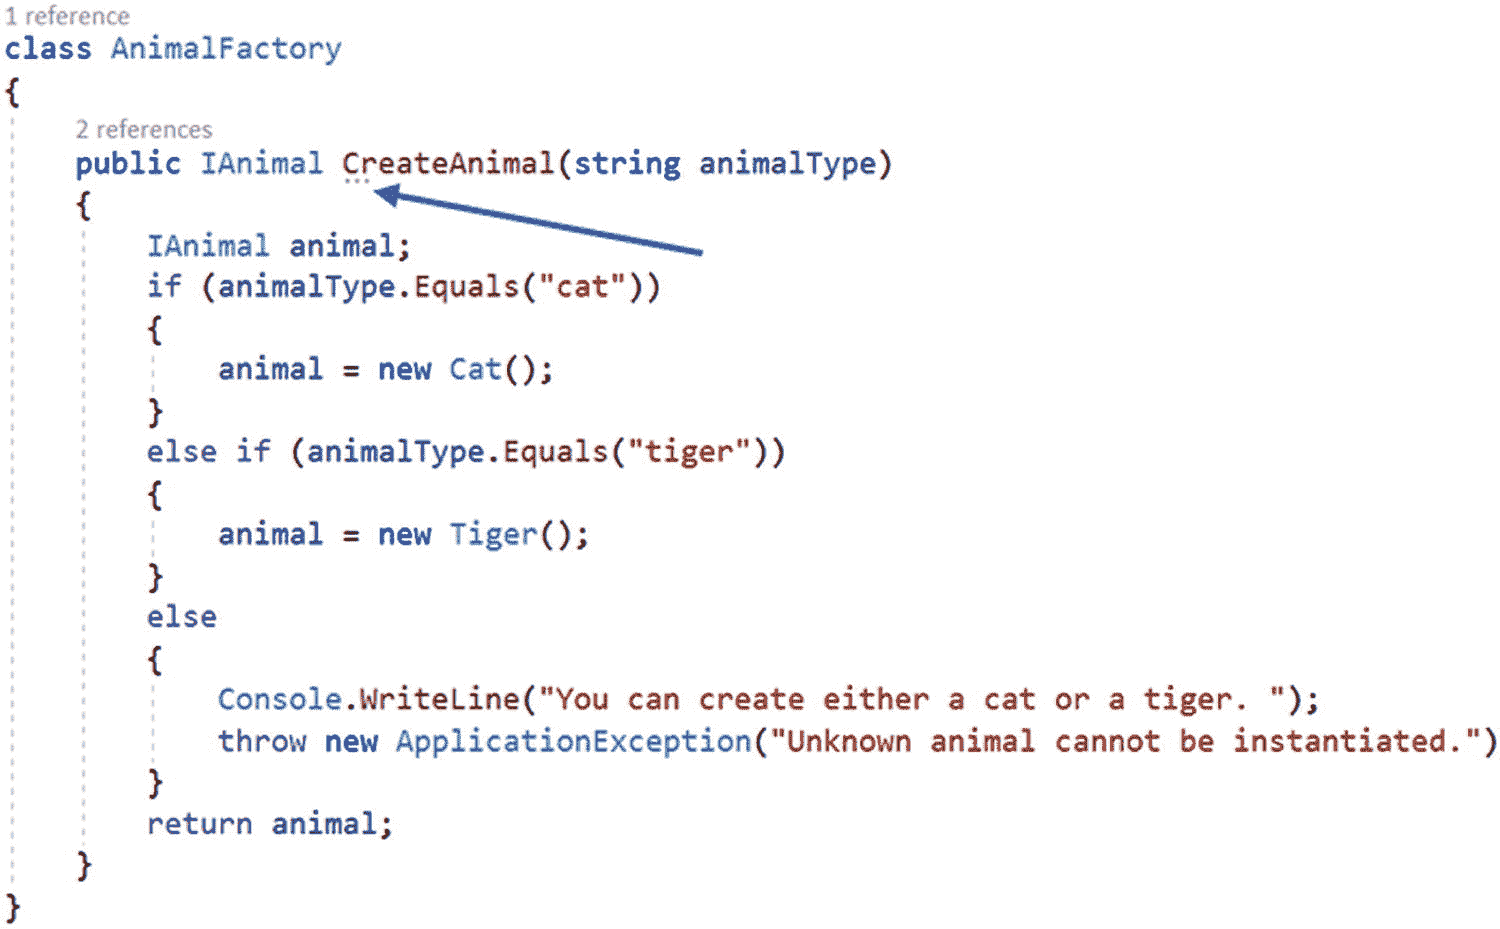 1 reference
class AnimalFactory
{
2 references
public IAnimal CreateAnimal(string animalType)
{
IAnimal animal;
if (animalType.Equals("cat"))
{
animal = new Cat();
}
else if (animalType.Equals("tiger"))
{
animal = new Tiger();
}
else
{
Console.WriteLine("You can create either a cat or a tiger. ");
throw new ApplicationException("Unknown animal cannot be instantiated.")
}
return animal;
}
}